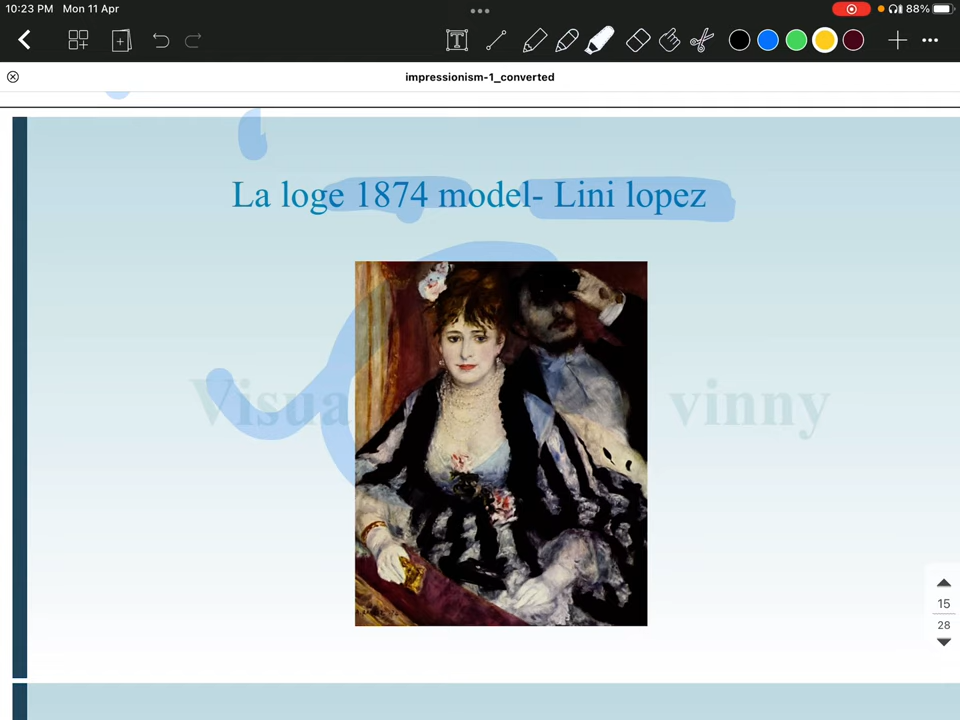 10:23 PM Mon 11 Apr
88%
T
impressionism-1_converted
La loge 1874 model- Lini lopez
Visua vinny
15
28